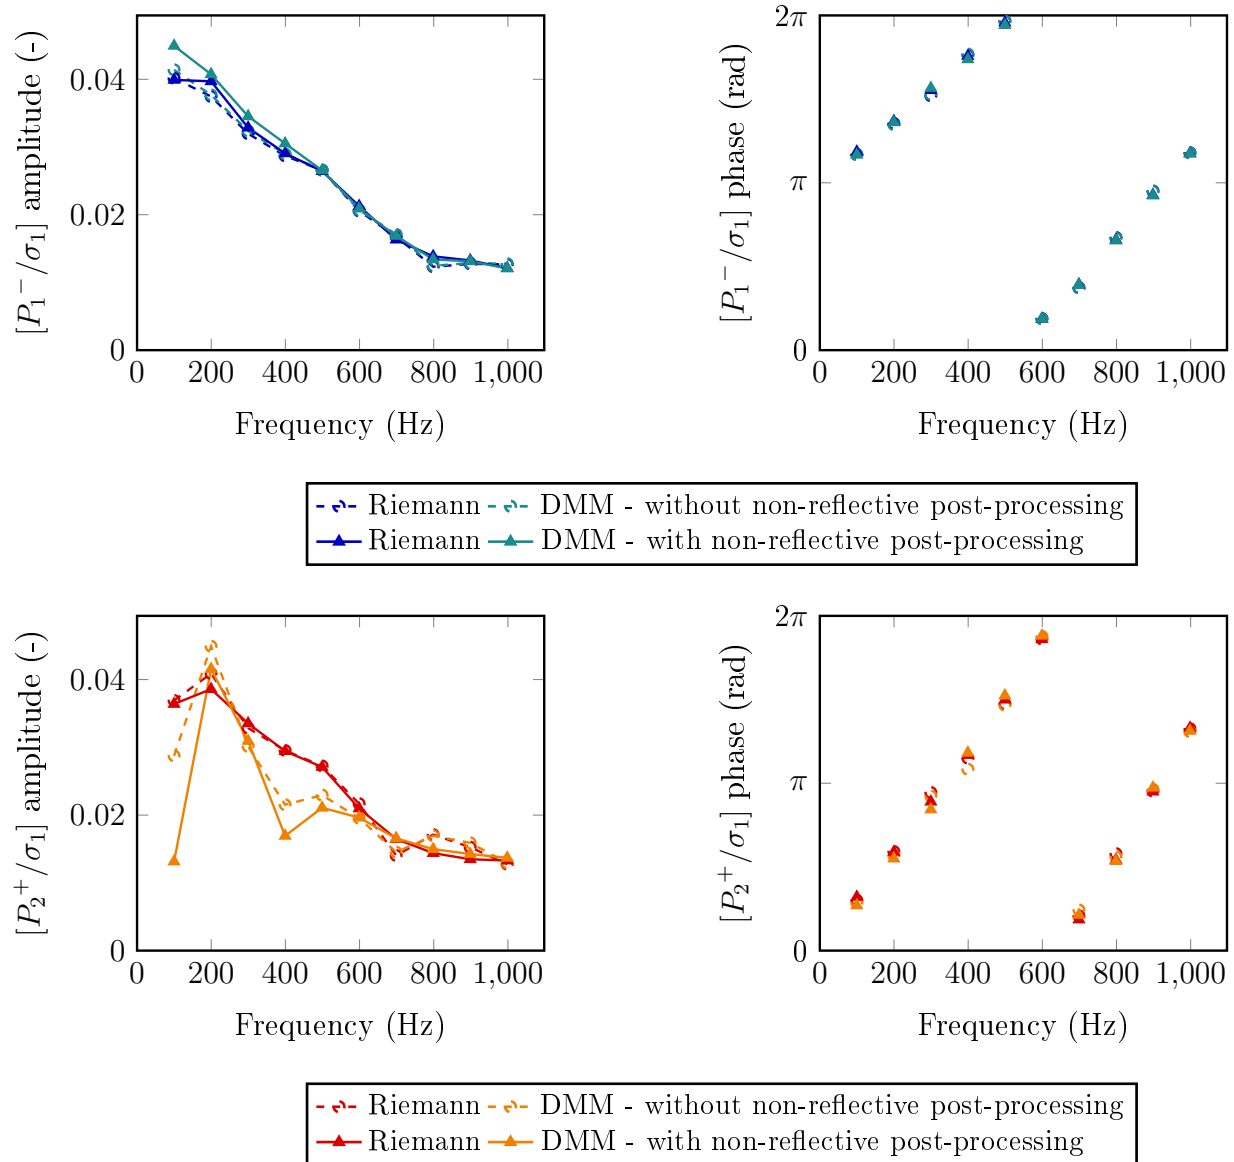 [P₁⁻/σ₁] amplitude (-)
0.04
0.02
0
0 200 400 600 800 1,000
Frequency (Hz)
[P₁⁻/σ₁] phase (rad)
2π
π
0
0 200 400 600 800 1,000
Frequency (Hz)
Riemann DMM - without non-reflective post-processing
Riemann DMM - with non-reflective post-processing
[P₂⁺/σ₁] amplitude (-)
0.04
0.02
0
0 200 400 600 800 1,000
Frequency (Hz)
[P₂⁺/σ₁] phase (rad)
2π
π
0
0 200 400 600 800 1,000
Frequency (Hz)
Riemann DMM - without non-reflective post-processing
Riemann DMM - with non-reflective post-processing